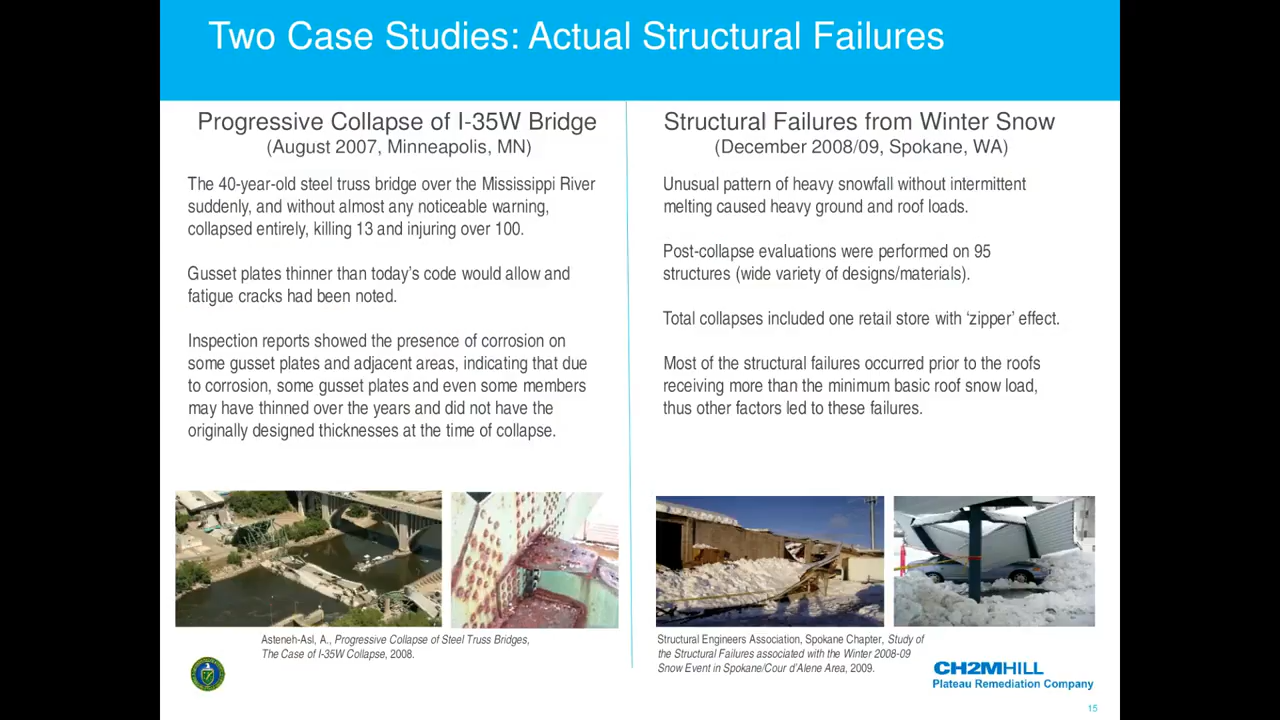 Two Case Studies: Actual Structural Failures
Progressive Collapse of I-35W Bridge
(August 2007, Minneapolis, MN)
The 40-year-old steel truss bridge over the Mississippi River
suddenly, and without almost any noticeable warning,
collapsed entirely, killing 13 and injuring over 100.
Gusset plates thinner than today's code would allow and
fatigue cracks had been noted.
Inspection reports showed the presence of corrosion on
some gusset plates and adjacent areas, indicating that due
to corrosion, some gusset plates and even some members
may have thinned over the years and did not have the
originally designed thicknesses at the time of collapse.
Asteneh-Asl, A., Progressive Collapse of Steel Truss Bridges,
The Case of I-35W Collapse, 2008.
Structural Failures from Winter Snow
(December 2008/09, Spokane, WA)
Unusual pattern of heavy snowfall without intermittent
melting caused heavy ground and roof loads.
Post-collapse evaluations were performed on 95
structures (wide variety of designs/materials).
Total collapses included one retail store with ‘zipper’ effect.
Most of the structural failures occurred prior to the roofs
receiving more than the minimum basic roof snow load,
thus other factors led to these failures.
Structural Engineers Association, Spokane Chapter, Study of
the Structural Failures associated with the Winter 2008-09
Snow Event in Spokane/Cour d'Alene Area, 2009.
CH2MHILL
Plateau Remediation Company
15